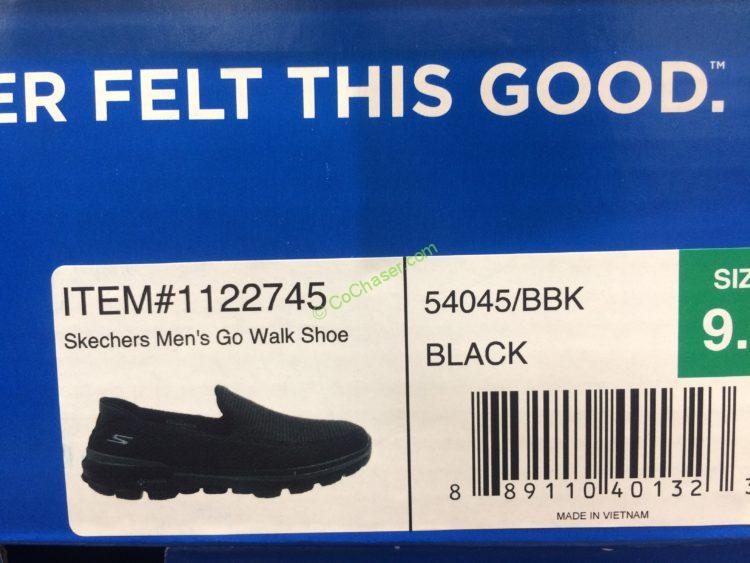 ER FELT THIS GOOD.™
ITEM#1122745
Skechers Men's Go Walk Shoe
© CoChaser.com
54045/BBK
BLACK
SIZ
9.
8 89110 40132 3
MADE IN VIETNAM